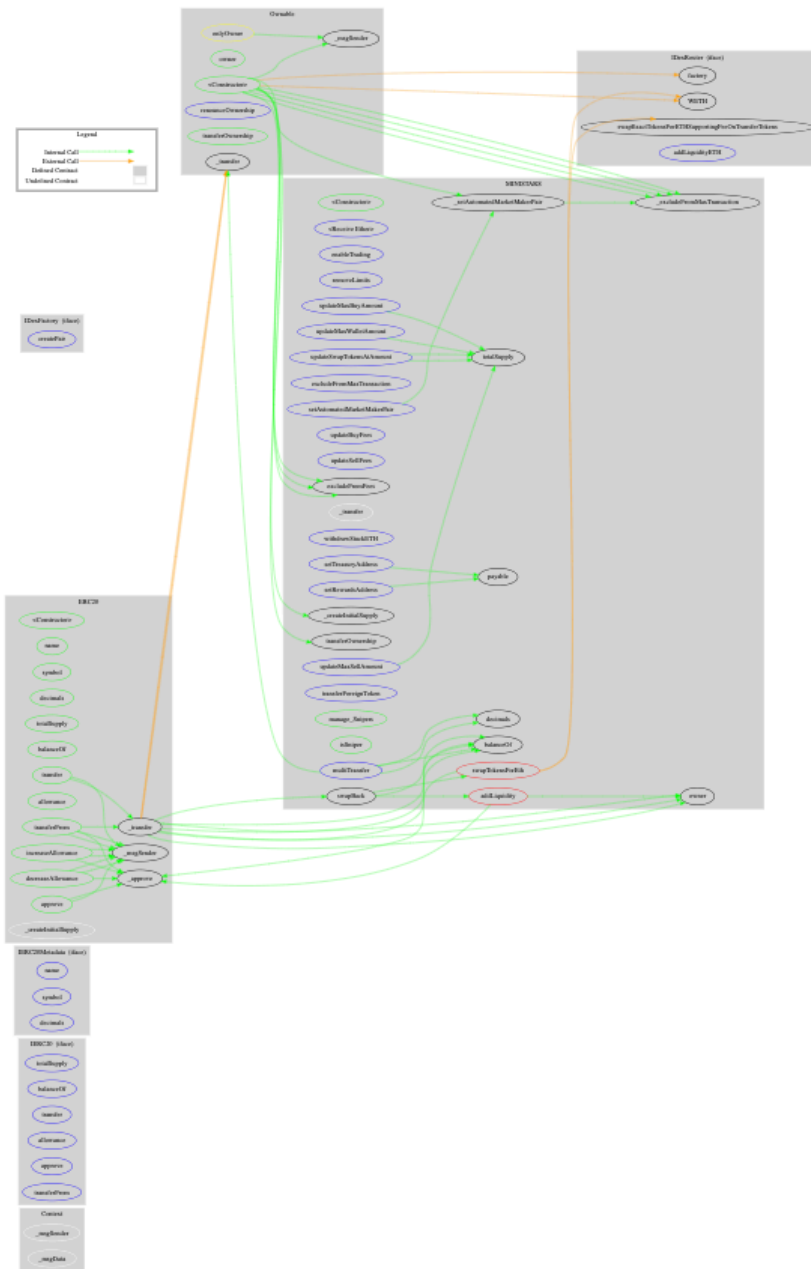 Ownable
onlyOwner
_msgSender
owner
<Constructor>
renounceOwnership
transferOwnership
_transfer
IDexRouter (iface)
factory
WETH
swapExactTokensForETHSupportingFeeOnTransferTokens
addLiquidityETH
Legend
Internal Call
External Call
Defined Contract
Undefined Contract
<Constructor>
_setAutomatedMarketMakerPair
_excludeFromMaxTransaction
<Receive Ether>
enableTrading
removeLimits
updateMaxBuyAmount
updateMaxWalletAmount
updateSwapTokensAtAmount
totalSupply
excludeFromMaxTransaction
setAutomatedMarketMakerPair
updateBuyFees
updateSellFees
excludeFromFees
_transfer
withdrawStuckETH
setTreasuryAddress
payable
setRewardsAddress
_createInitialSupply
transferOwnership
updateMaxSellAmount
transferForeignToken
manage_Snipers
decimals
isSniper
balanceOf
multiTransfer
swapTokensForEth
swapBack
addLiquidity
owner
IDexFactory (iface)
createPair
ERC20
<Constructor>
name
symbol
decimals
totalSupply
balanceOf
transfer
allowance
transferFrom
_transfer
increaseAllowance
_msgSender
decreaseAllowance
_approve
approve
_createInitialSupply
IERC20Metadata (iface)
name
symbol
decimals
IERC20 (iface)
totalSupply
balanceOf
transfer
allowance
approve
transferFrom
Context
_msgSender
_msgData